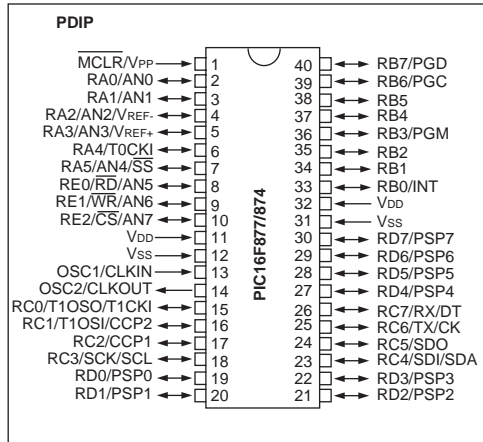 PDIP
MCLR/VPP 1 40 RB7/PGD
RA0/AN0 2 39 RB6/PGC
RA1/AN1 3 38 RB5
RA2/AN2/VREF- 4 37 RB4
RA3/AN3/VREF+ 5 36 RB3/PGM
RA4/T0CKI 6 35 RB2
RA5/AN4/SS 7 34 RB1
RE0/RD/AN5 8 33 RB0/INT
RE1/WR/AN6 9 32 VDD
RE2/CS/AN7 10 31 VSS
VDD 11 30 RD7/PSP7
VSS 12 29 RD6/PSP6
OSC1/CLKIN 13 28 RD5/PSP5
OSC2/CLKOUT 14 27 RD4/PSP4
RC0/T1OSO/T1CKI 15 26 RC7/RX/DT
RC1/T1OSI/CCP2 16 25 RC6/TX/CK
RC2/CCP1 17 24 RC5/SDO
RC3/SCK/SCL 18 23 RC4/SDI/SDA
RD0/PSP0 19 22 RD3/PSP3
RD1/PSP1 20 21 RD2/PSP2
PIC16F877/874